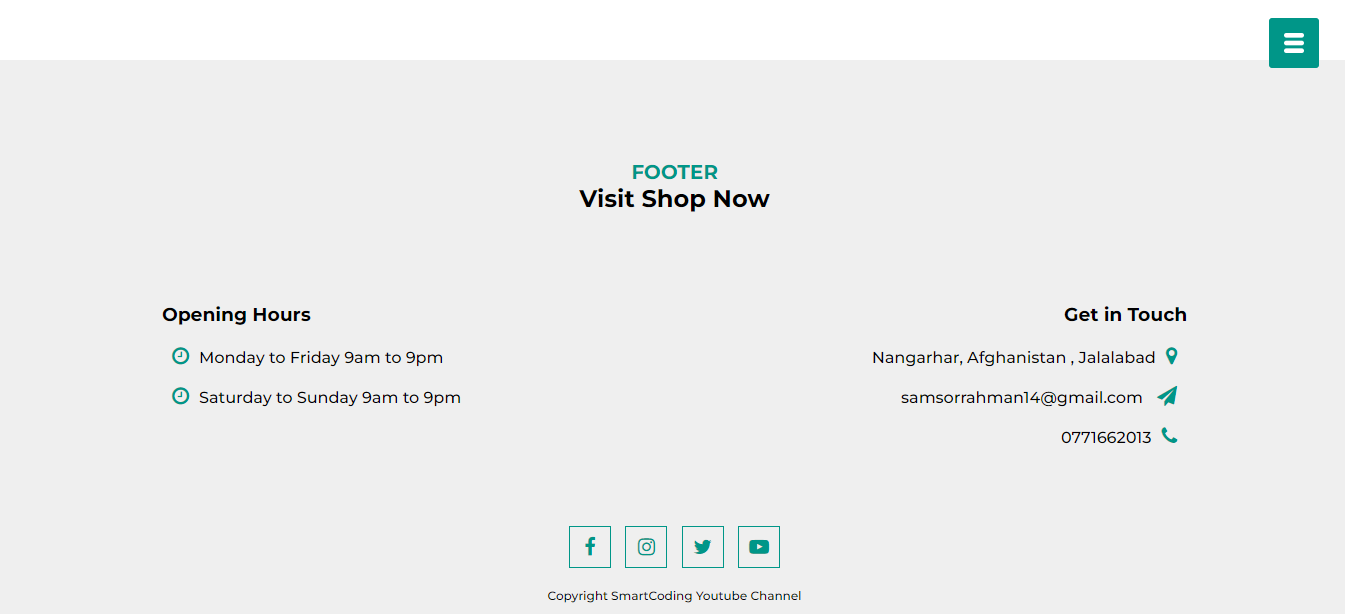 FOOTER
Visit Shop Now
Opening Hours
Monday to Friday 9am to 9pm
Saturday to Sunday 9am to 9pm
Get in Touch
Nangarhar, Afghanistan , Jalalabad
samsorrahman14@gmail.com
0771662013
Copyright SmartCoding Youtube Channel